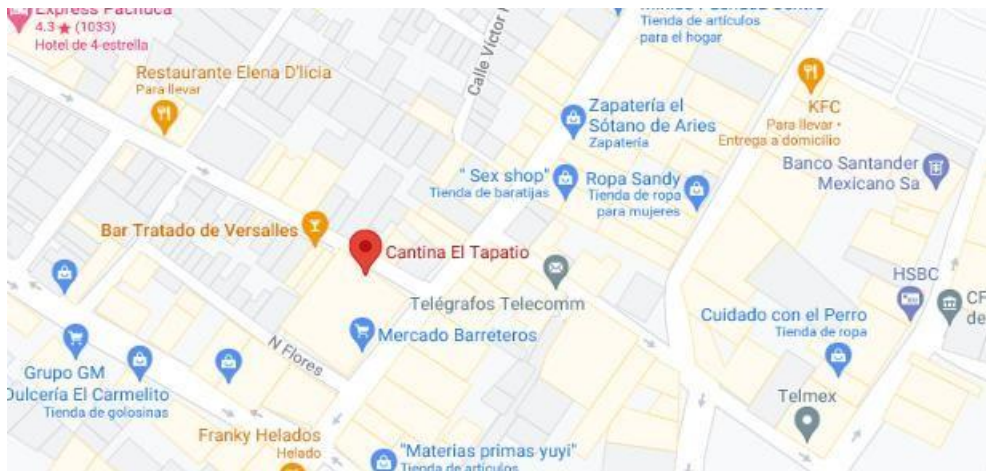 Express Pachuca
4.3 ★ (1033)
Hotel de 4-estrella
Restaurante Elena D'licia
Para llevar
Calle Víctor
Tienda de artículos
para el hogar
KFC
Para llevar •
Entrega a domicilio
Zapatería el
Sótano de Aries
Zapatería
Banco Santander
Mexicano Sa
" Sex shop"
Tienda de baratijas
Ropa Sandy
Tienda de ropa
para mujeres
Bar Tratado de Versalles
Cantina El Tapatio
Telégrafos Telecomm
HSBC
CF
de
Cuidado con el Perro
Tienda de ropa
Mercado Barreteros
N Flores
Grupo GM
Dulcería El Carmelito
Tienda de golosinas
Telmex
Franky Helados
Helado
"Materias primas yuyi"
Tienda de artículos